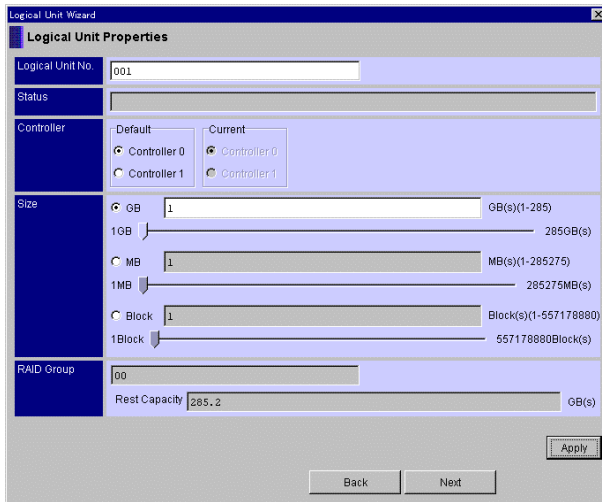 Logical Unit Wizard
Logical Unit Properties
Logical Unit No.
001
Status
Controller
Default
Current
Controller 0
Controller 0
Controller 1
Controller 1
Size
GB
1
GB(s)(1-285)
1GB
285GB(s)
MB
1
MB(s)(1-285275)
1MB
285275MB(s)
Block
1
Block(s)(1-557178880)
1Block
557178880Block(s)
RAID Group
00
Rest Capacity
285.2
GB(s)
Apply
Back
Next